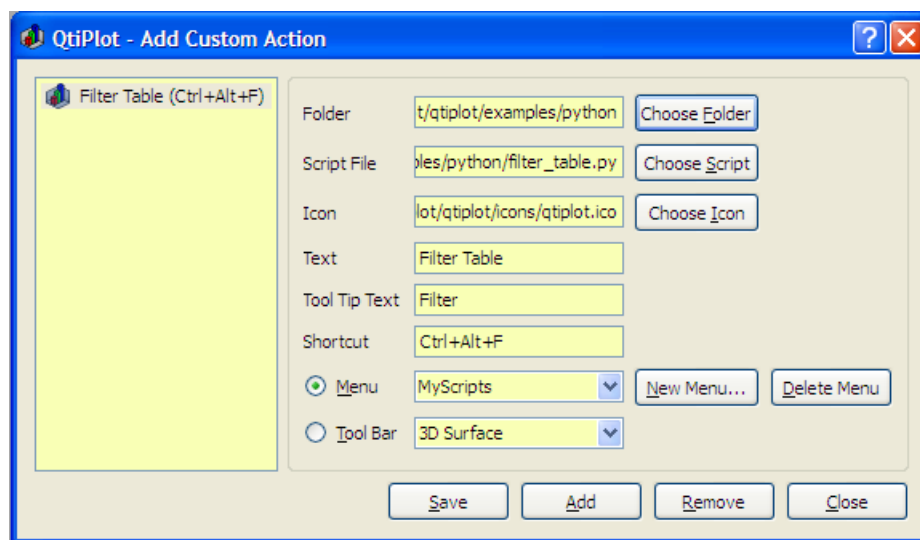 QtiPlot - Add Custom Action
Filter Table (Ctrl+Alt+F)
Folder t/qtiplot/examples/python Choose Folder
Script File ples/python/filter_table.py Choose Script
Icon lot/qtiplot/icons/qtiplot.ico Choose Icon
Text Filter Table
Tool Tip Text Filter
Shortcut Ctrl+Alt+F
Menu MyScripts New Menu... Delete Menu
Tool Bar 3D Surface
Save Add Remove Close